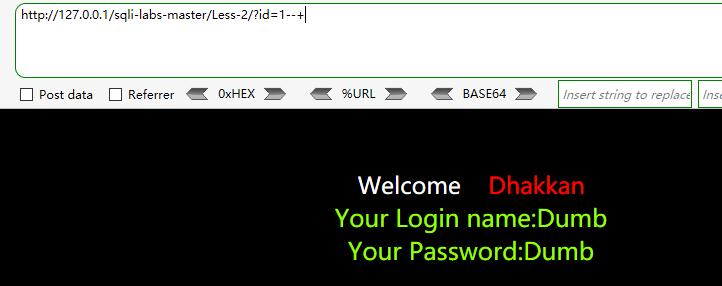 http://127.0.0.1/sqli-labs-master/Less-2/?id=1--+
Post data Referrer 0xHEX %URL BASE64 Insert string to replace Inse
Welcome Dhakkan
Your Login name:Dumb
Your Password:Dumb